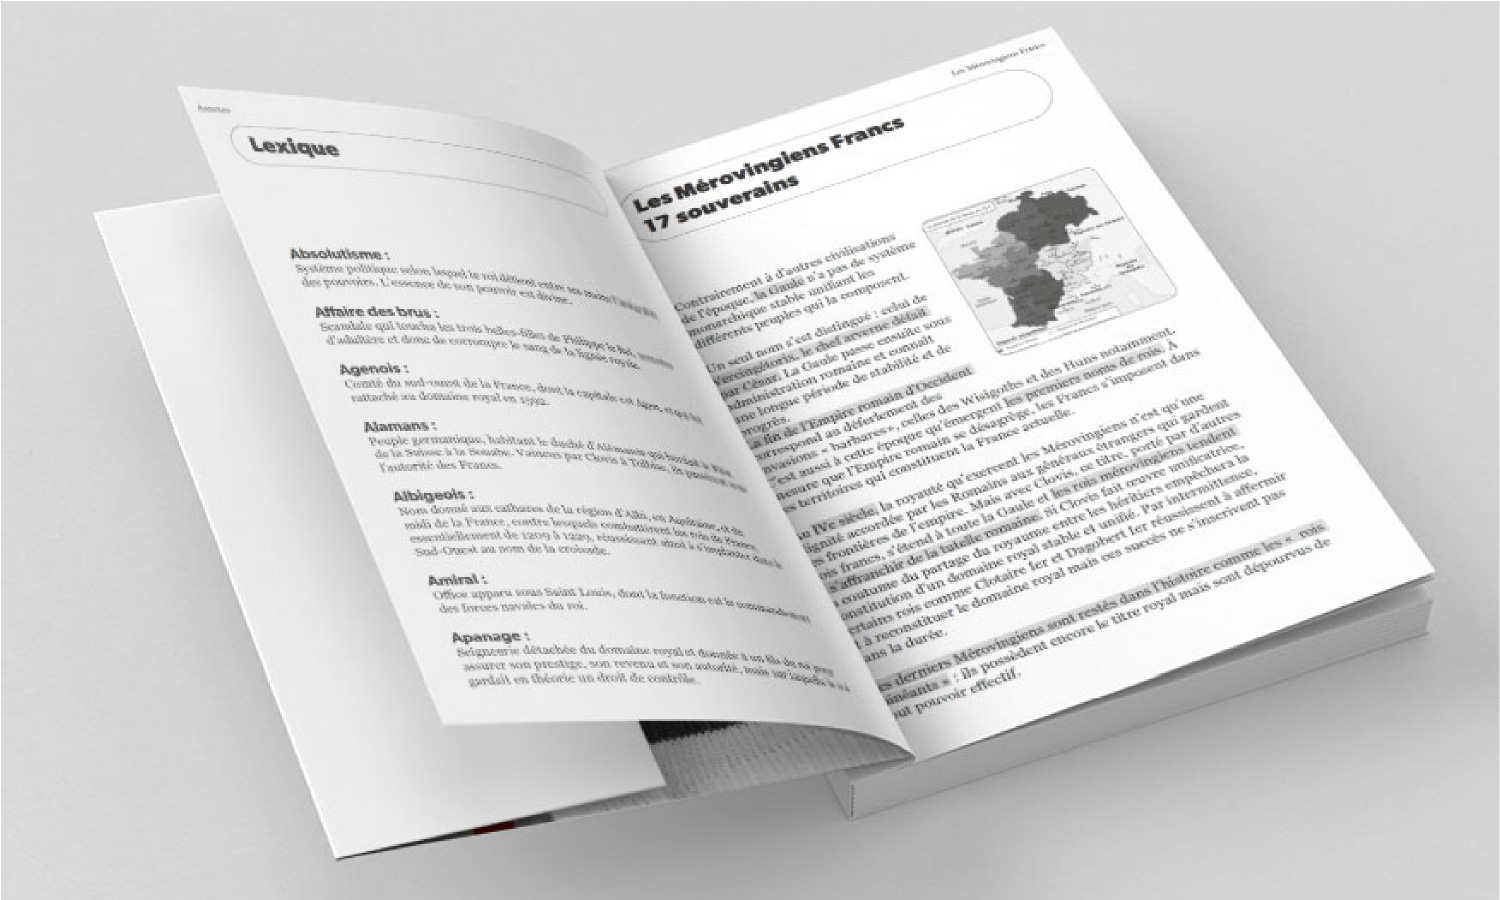 Annexes
Lexique
Absolutisme :
Système politique selon lequel le roi détient entre ses mains
des pouvoirs. L'essence de son pouvoir est divine.
Affaire des brus :
Scandale qui toucha les trois belles-filles de Philippe le Bel,
d'adultère et donc de corrompre le sang de la lignée royale.
Agenois :
Comté du sud-ouest de la France, dont la capitale est Agen, et qui fut
rattaché au domaine royal en 1592.
Alamans :
Peuple germanique, habitant le duché d'Alémanie qui bordait le Rhin
de la Suisse à la Souabe. Vaincus par Clovis à Tolbiac, ils
l'autorité des Francs.
Albigeois :
Nom donné aux cathares de la région d'Albi, en Aquitaine, et du
midi de la France, contre lesquels combattirent les rois de France,
essentiellement de 1209 à 1229, réussissant ainsi à s'implanter dans le
Sud-Ouest au nom de la croisade.
Amiral :
Office apparu sous Saint Louis, dont la fonction est le commandement
des forces navales du roi.
Apanage :
Seigneurie détachée du domaine royal et donnée à un fils du roi pour
assurer son prestige, son revenu et son autorité, mais sur laquelle le roi
gardait en théorie un droit de contrôle.
Les Mérovingiens Francs
Les Mérovingiens Francs
17 souverains
Contrairement à d'autres civilisations
de l'époque, la Gaule n'a pas de système
monarchique stable unifiant les
différents peuples qui la composent.
Un seul nom s'est distingué : celui de
Vercingétorix, le chef arverne défait
par César. La Gaule passe ensuite sous
administration romaine et connaît
une longue période de stabilité et de
progrès.
La fin de l'Empire romain d'Occident
correspond au déferlement des
invasions « barbares », celles des Wisigoths et des Huns notamment.
C'est aussi à cette époque qu'émergent les premiers noms de rois. À
mesure que l'Empire romain se désagrège, les Francs s'imposent dans
les territoires qui constituent la France actuelle.
Au IVe siècle, la royauté qu'exercent les Mérovingiens n'est qu'une
dignité accordée par les Romains aux généraux étrangers qui gardent
les frontières de l'empire. Mais avec Clovis, ce titre, porté par d'autres
rois francs, s'étend à toute la Gaule et les rois mérovingiens tendent
s'affranchir de la tutelle romaine. Si Clovis fait œuvre unificatrice,
coutume du partage du royaume entre les héritiers empêchera la
constitution d'un domaine royal stable et unifié. Par intermittence,
certains rois comme Clotaire Ier et Dagobert Ier réussissent à affermir
et à reconstituer le domaine royal mais ces succès ne s'inscrivent pas
dans la durée.
derniers Mérovingiens sont restés dans l'histoire comme les « rois
fainéants » : ils possèdent encore le titre royal mais sont dépourvus de
tout pouvoir effectif.